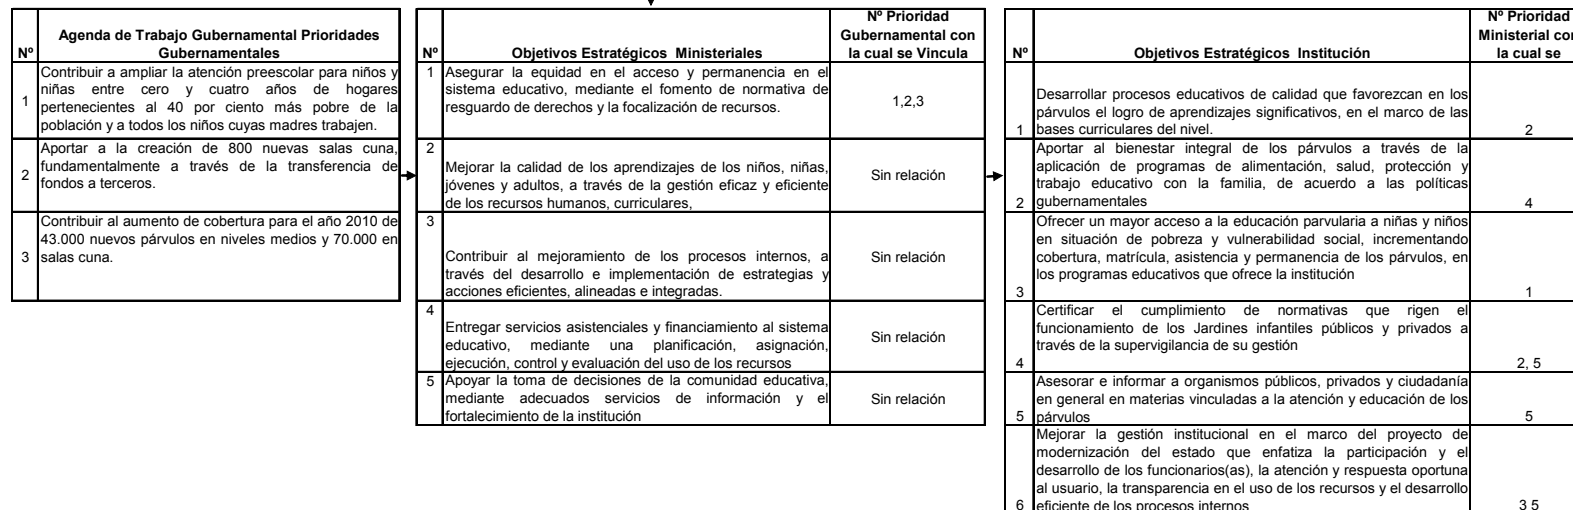 Nº
Agenda de Trabajo Gubernamental Prioridades
Gubernamentales
1
Contribuir a ampliar la atención preescolar para niños y
niñas entre cero y cuatro años de hogares
pertenecientes al 40 por ciento más pobre de la
población y a todos los niños cuyas madres trabajen.
2
Aportar a la creación de 800 nuevas salas cuna,
fundamentalmente a través de la transferencia de
fondos a terceros.
3
Contribuir al aumento de cobertura para el año 2010 de
43.000 nuevos párvulos en niveles medios y 70.000 en
salas cuna.
Nº
Objetivos Estratégicos Ministeriales
Nº Prioridad
Gubernamental con
la cual se Vincula
1
Asegurar la equidad en el acceso y permanencia en el
sistema educativo, mediante el fomento de normativa de
resguardo de derechos y la focalización de recursos.
1,2,3
2
Mejorar la calidad de los aprendizajes de los niños, niñas,
jóvenes y adultos, a través de la gestión eficaz y eficiente
de los recursos humanos, curriculares,
Sin relación
3
Contribuir al mejoramiento de los procesos internos, a
través del desarrollo e implementación de estrategias y
acciones eficientes, alineadas e integradas.
Sin relación
4
Entregar servicios asistenciales y financiamiento al sistema
educativo, mediante una planificación, asignación,
ejecución, control y evaluación del uso de los recursos
Sin relación
5
Apoyar la toma de decisiones de la comunidad educativa,
mediante adecuados servicios de información y el
fortalecimiento de la institución
Sin relación
Nº
Objetivos Estratégicos Institución
Nº Prioridad
Ministerial con
la cual se
Desarrollar procesos educativos de calidad que favorezcan en los
párvulos el logro de aprendizajes significativos, en el marco de las
1 bases curriculares del nivel.
2
Aportar al bienestar integral de los párvulos a través de la
aplicación de programas de alimentación, salud, protección y
trabajo educativo con la familia, de acuerdo a las políticas
2 gubernamentales
4
Ofrecer un mayor acceso a la educación parvularia a niñas y niños
en situación de pobreza y vulnerabilidad social, incrementando
cobertura, matrícula, asistencia y permanencia de los párvulos, en
los programas educativos que ofrece la institución
3
1
Certificar el cumplimiento de normativas que rigen el
funcionamiento de los Jardines infantiles públicos y privados a
través de la supervigilancia de su gestión
4
2, 5
Asesorar e informar a organismos públicos, privados y ciudadanía
en general en materias vinculadas a la atención y educación de los
5 párvulos
5
Mejorar la gestión institucional en el marco del proyecto de
modernización del estado que enfatiza la participación y el
desarrollo de los funcionarios(as), la atención y respuesta oportuna
al usuario, la transparencia en el uso de los recursos y el desarrollo
6 eficiente de los procesos internos
3 5